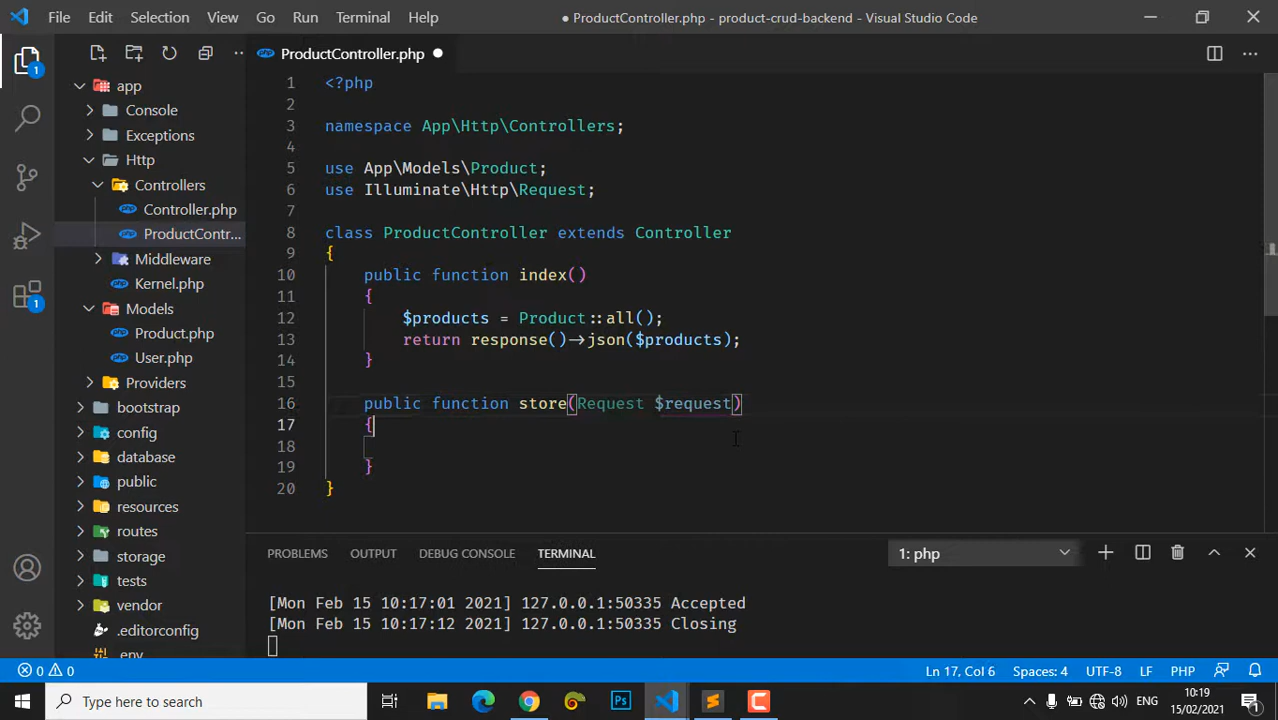 File Edit Selection View Go Run Terminal Help ● ProductController.php - product-crud-backend - Visual Studio Code
ProductController.php
1
1
app
Console
Exceptions
Http
Controllers
Controller.php
ProductContr...
Middleware
Kernel.php
Models
Product.php
User.php
Providers
bootstrap
config
database
public
resources
routes
storage
tests
vendor
.editorconfig
.env
1 <?php
2
3 namespace App\Http\Controllers;
4
5 use App\Models\Product;
6 use Illuminate\Http\Request;
7
8 class ProductController extends Controller
9 {
10 public function index()
11 {
12 $products = Product::all();
13 return response()->json($products);
14 }
15
16 public function store(Request $request)
17 {
18
19 }
20 }
PROBLEMS OUTPUT DEBUG CONSOLE TERMINAL 1: php
[Mon Feb 15 10:17:01 2021] 127.0.0.1:50335 Accepted
[Mon Feb 15 10:17:12 2021] 127.0.0.1:50335 Closing
0 0 Ln 17, Col 6 Spaces: 4 UTF-8 LF PHP
Type here to search
Ps
ENG
10:19
15/02/2021
1